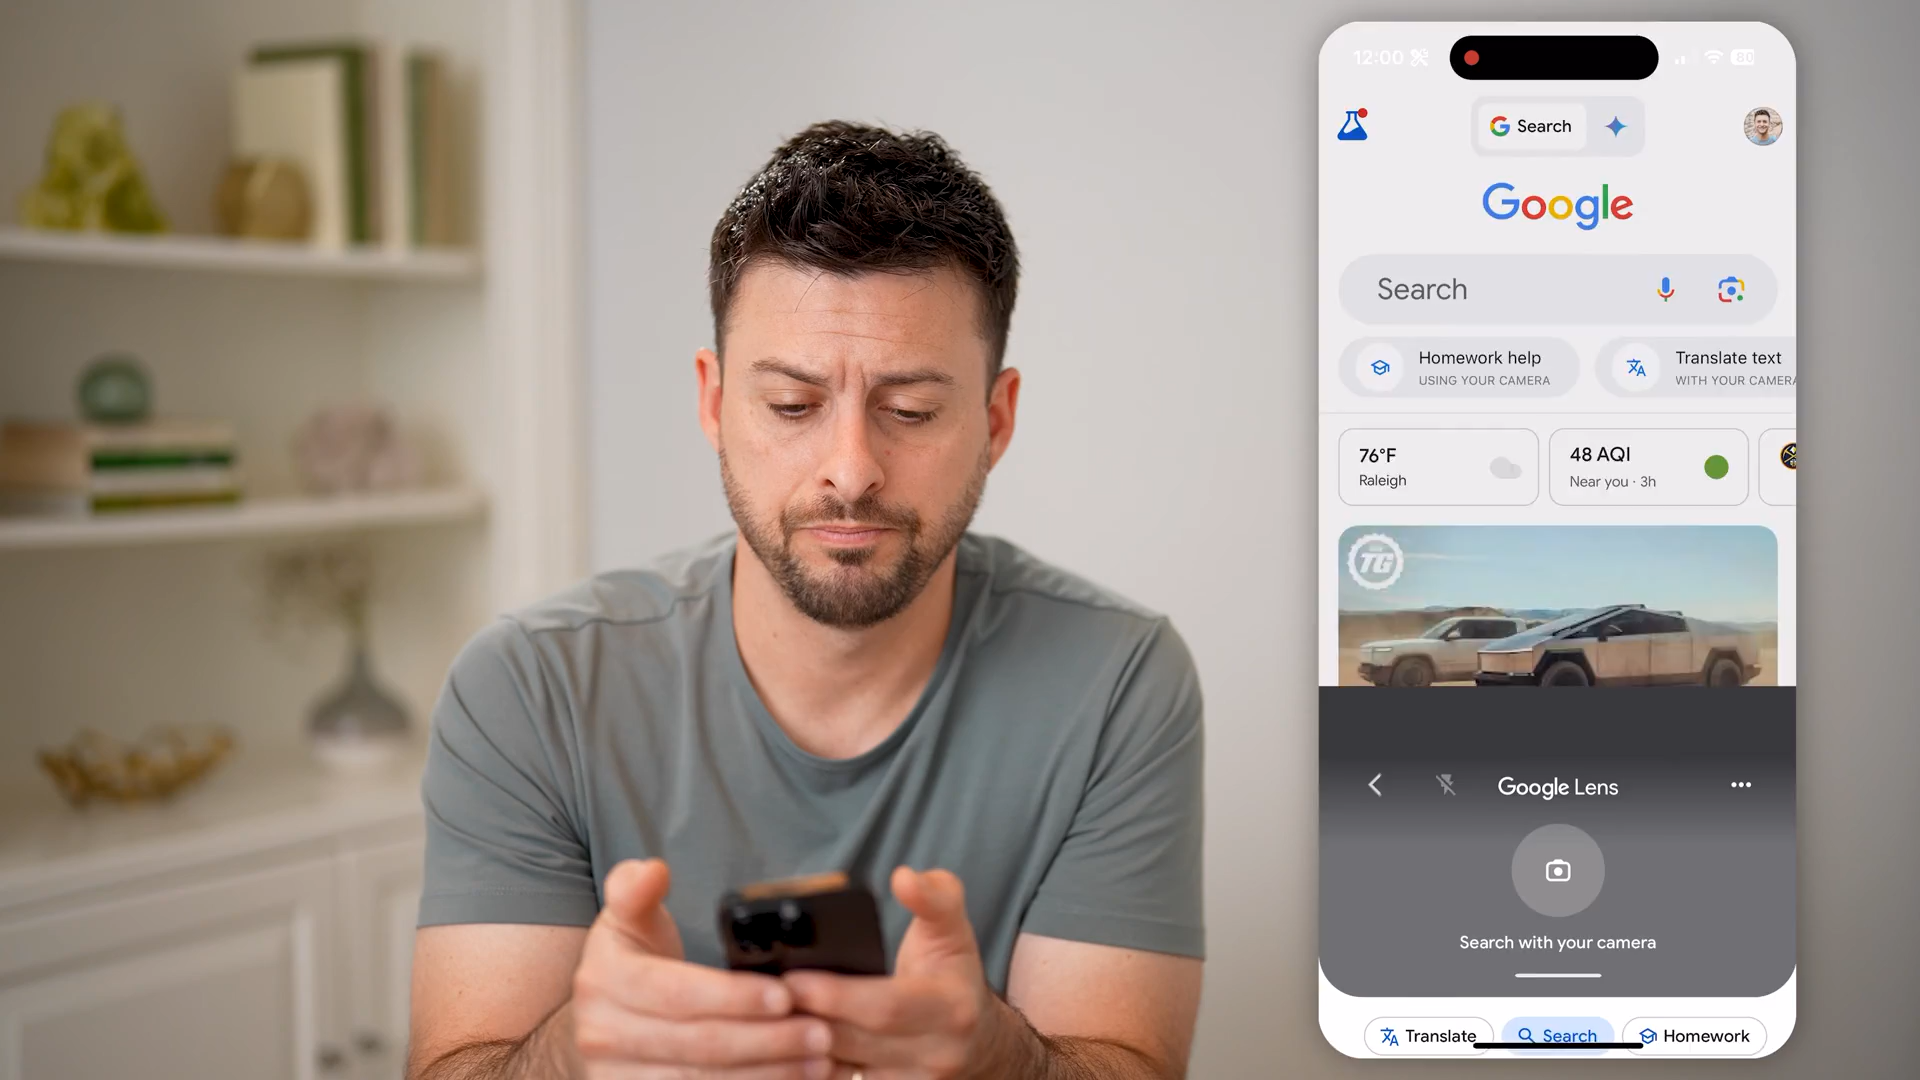 12:00
80
Search
Google
Search
Homework help
USING YOUR CAMERA
Translate text
WITH YOUR CAMERA
76°F
Raleigh
48 AQI
Near you · 3h
TG
Google Lens
Search with your camera
Translate
Search
Homework